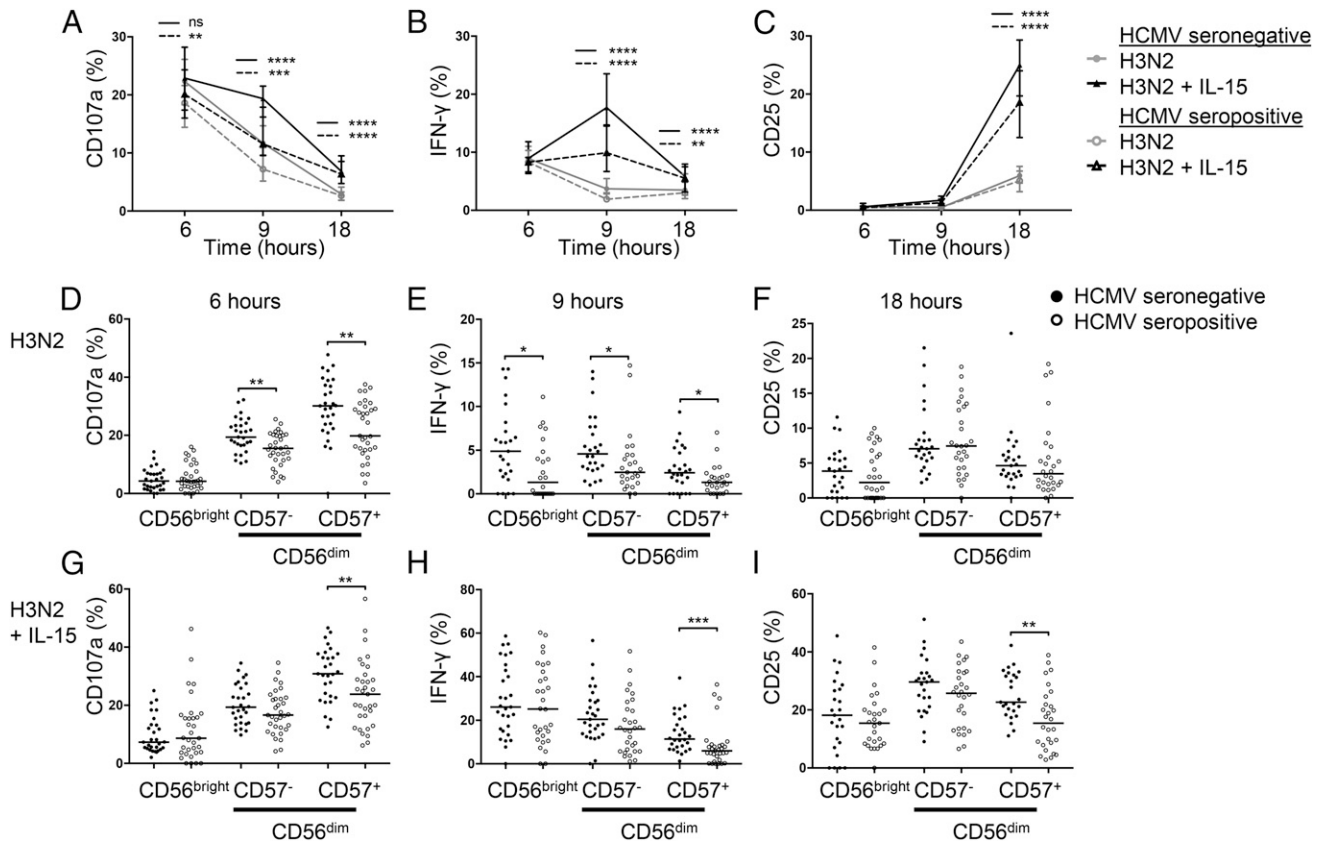 A
CD107a (%)
30
20
10
0
6
9
18
Time (hours)
ns
**
****
***
****
****
B
IFN-γ (%)
30
20
10
0
6
9
18
Time (hours)
****
****
****
**
C
CD25 (%)
30
20
10
0
6
9
18
Time (hours)
****
****
HCMV seronegative
H3N2
H3N2 + IL-15
HCMV seropositive
H3N2
H3N2 + IL-15
H3N2
D
6 hours
CD107a (%)
60
40
20
0
**
**
CD56bright CD57- CD57+
CD56dim
E
9 hours
IFN-γ (%)
20
15
10
5
0
*
*
*
CD56bright CD57- CD57+
CD56dim
F
18 hours
CD25 (%)
25
20
15
10
5
0
CD56bright CD57- CD57+
CD56dim
HCMV seronegative
HCMV seropositive
H3N2
+ IL-15
G
CD107a (%)
60
40
20
0
**
CD56bright CD57- CD57+
CD56dim
H
IFN-γ (%)
80
60
40
20
0
***
CD56bright CD57- CD57+
CD56dim
I
CD25 (%)
60
40
20
0
**
CD56bright CD57- CD57+
CD56dim